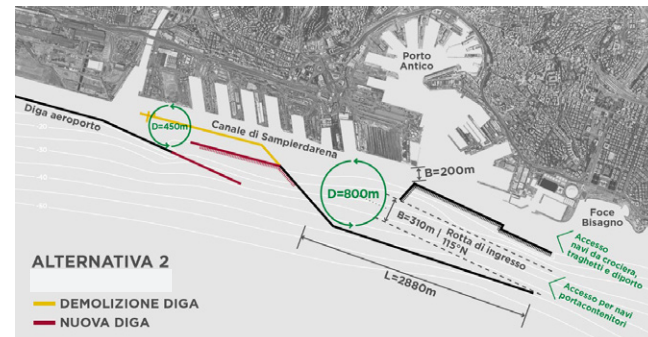 Porto
Antico
Diga aeroporto
D=450m
Canale di Sampierdarena
B=200m
D=800m
Foce
Bisagno
B=310m |
115°N
Rotta di
ingresso
Accesso
navi da crociera,
traghetti e diporto
Accesso per navi
portacontenitori
L=2880m
ALTERNATIVA 2
DEMOLIZIONE DIGA
NUOVA DIGA